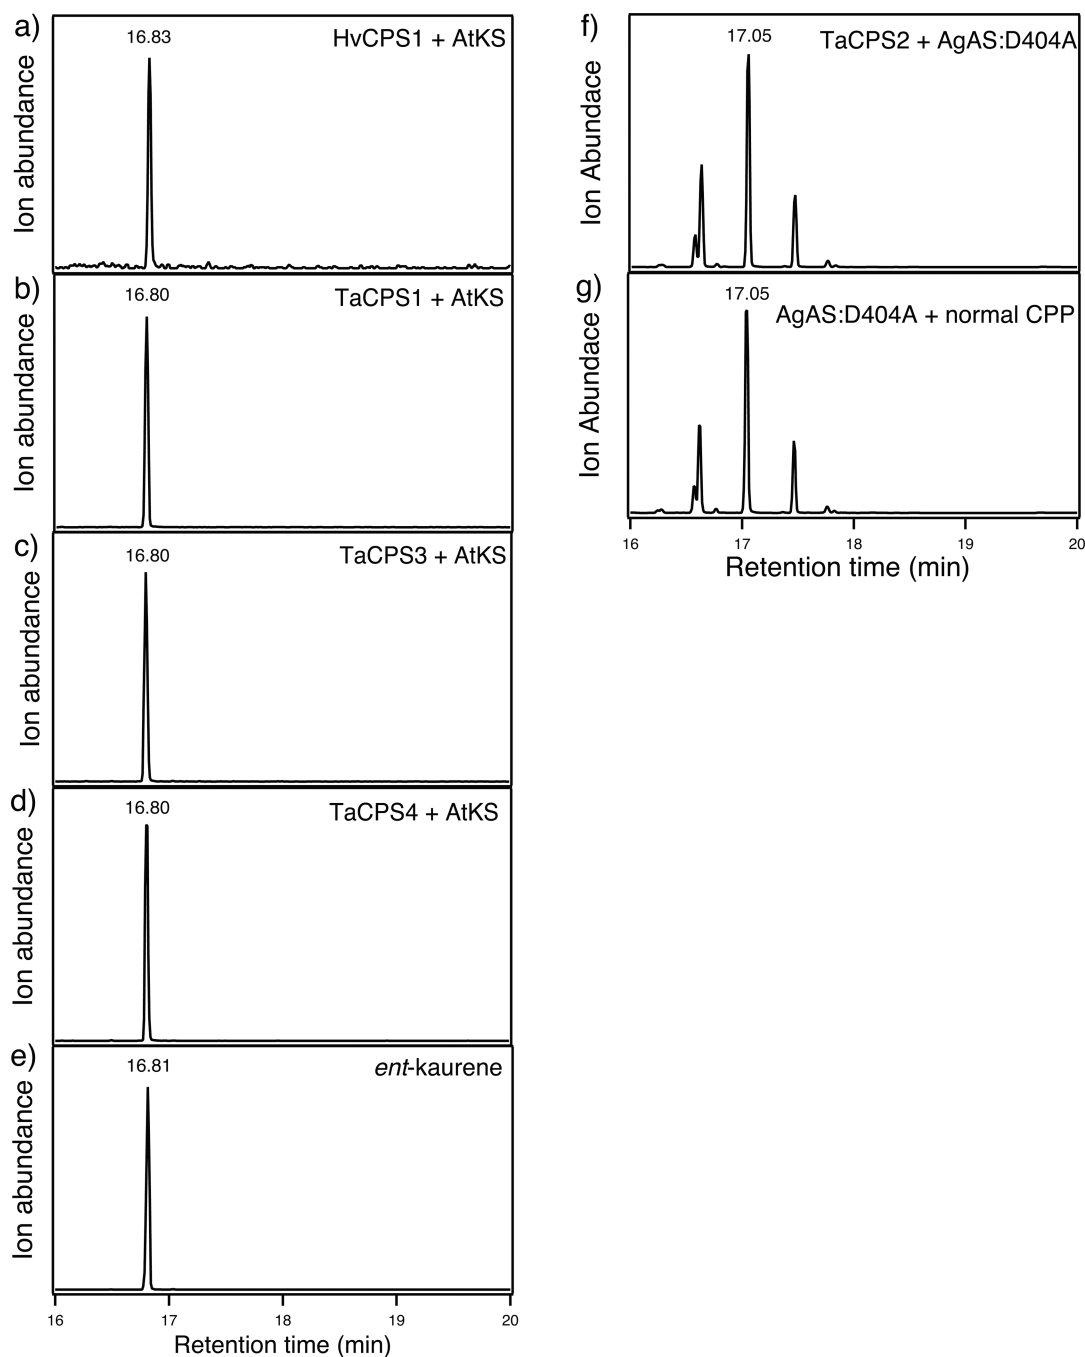 a)
16.83
HvCPS1 + AtKS
Ion abundance
b)
16.80
TaCPS1 + AtKS
Ion abundance
c)
16.80
TaCPS3 + AtKS
Ion abundance
d)
16.80
TaCPS4 + AtKS
Ion abundance
e)
16.81
ent-kaurene
Ion abundance
16 17 18 19 20
Retention time (min)
f)
17.05
TaCPS2 + AgAS:D404A
Ion Abundace
g)
17.05
AgAS:D404A + normal CPP
Ion Abundace
16 17 18 19 20
Retention time (min)